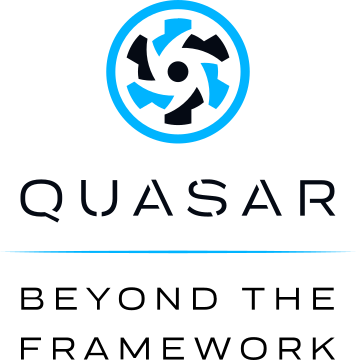 QUASAR
BEYOND THE
FRAMEWORK